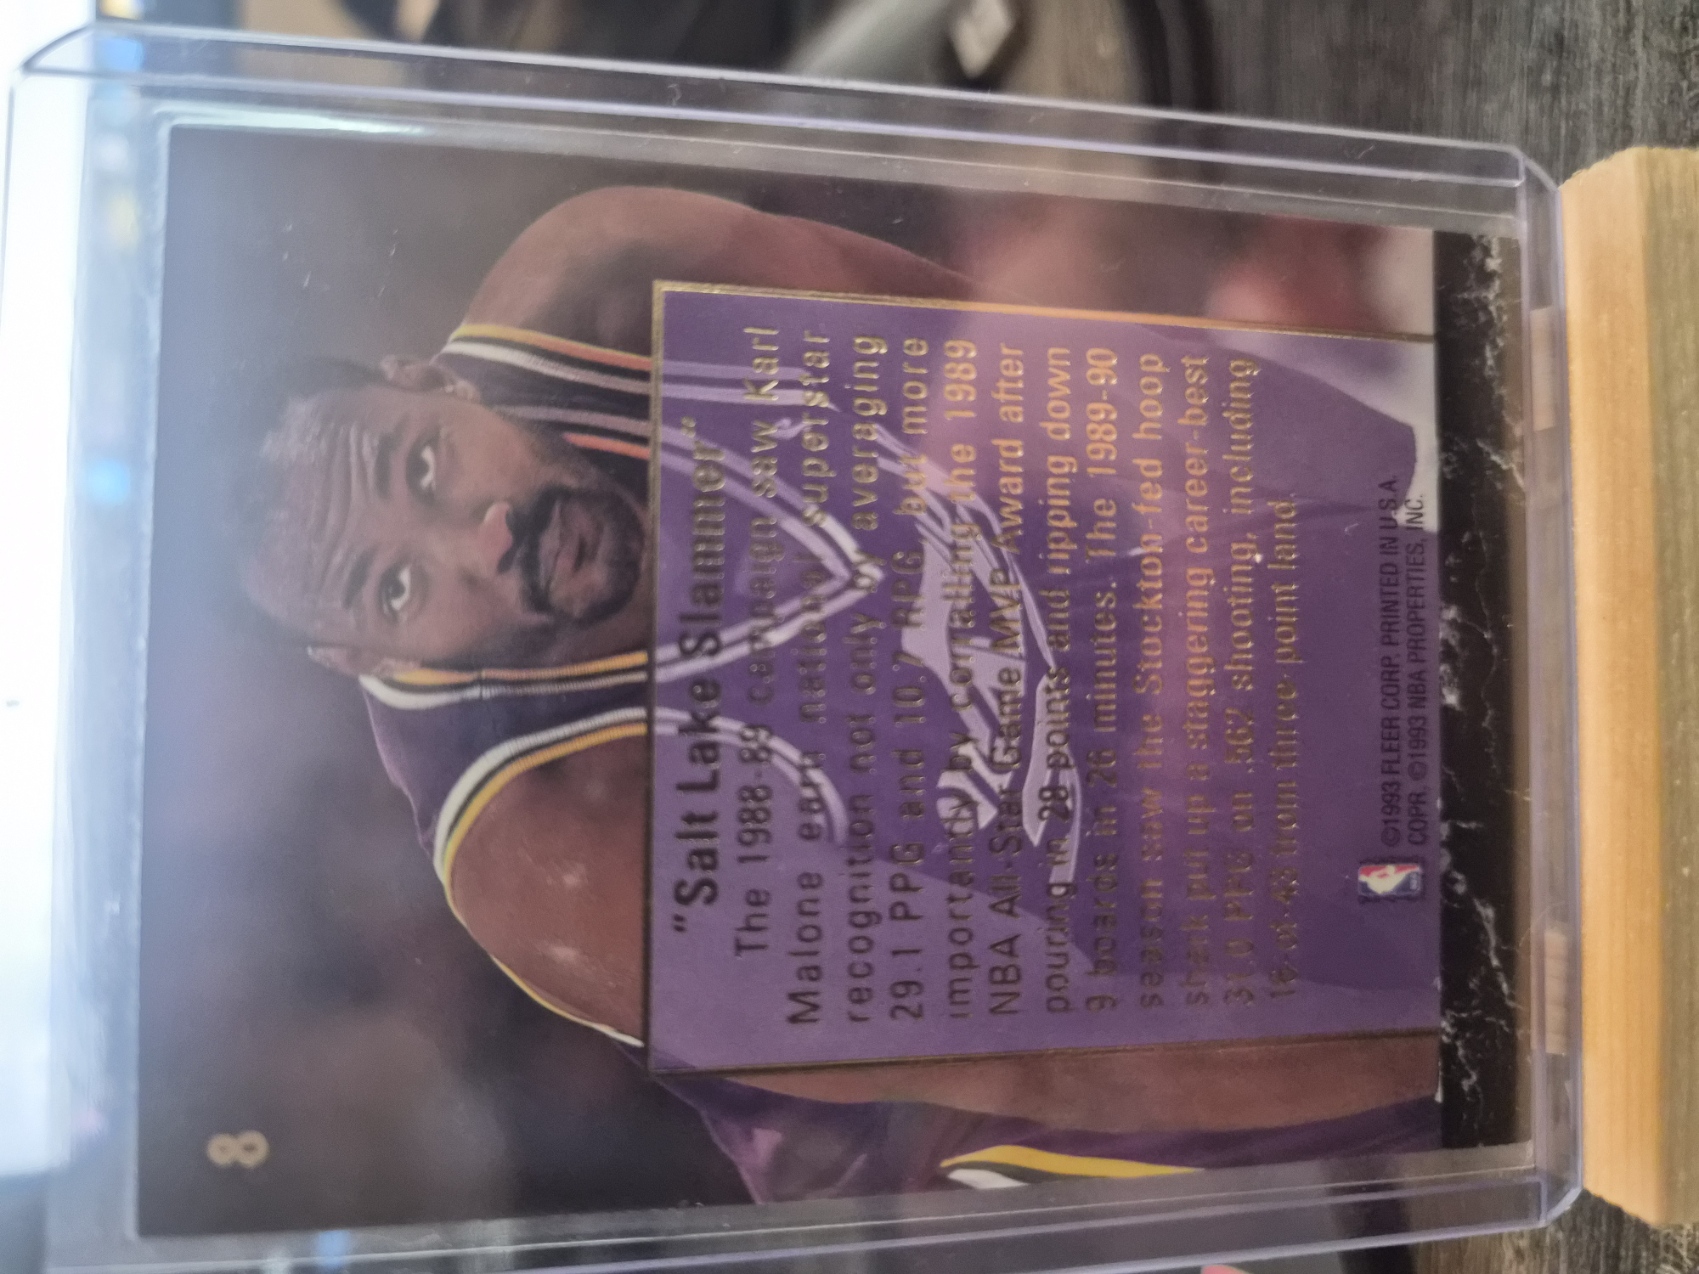 8
"Salt Lake Slammer"
The 1988-89 campaign saw Karl
Malone earn national superstar
recognition not only by averaging
29.1 PPG and 10.7 RPG, but more
importantly by corralling the 1989
NBA All-Star Game MVP Award after
pouring in 28 points and ripping down
9 boards in 26 minutes. The 1989-90
season saw the Stockton-fed hoop
shark put up a staggering career-best
31.0 PPG on .562 shooting, including
16-of-43 from three-point land.
©1993 FLEER CORP. PRINTED IN U.S.A.
COPR. ©1993 NBA PROPERTIES, INC.